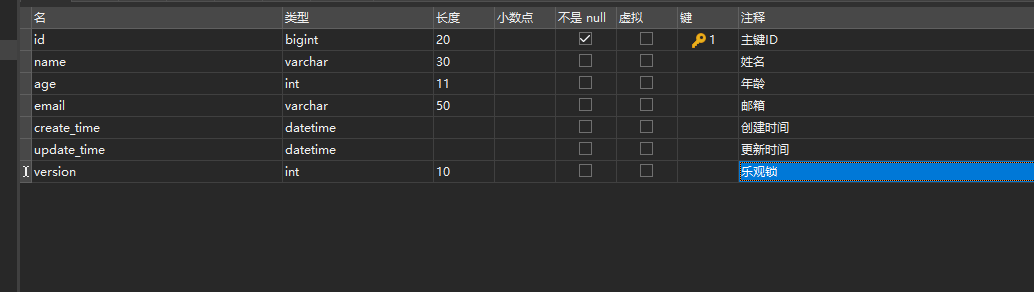 名 类型 长度 小数点 不是 null 虚拟 键 注释
id bigint 20 1 主键ID
name varchar 30 姓名
age int 11 年龄
email varchar 50 邮箱
create_time datetime 创建时间
update_time datetime 更新时间
version int 10 乐观锁